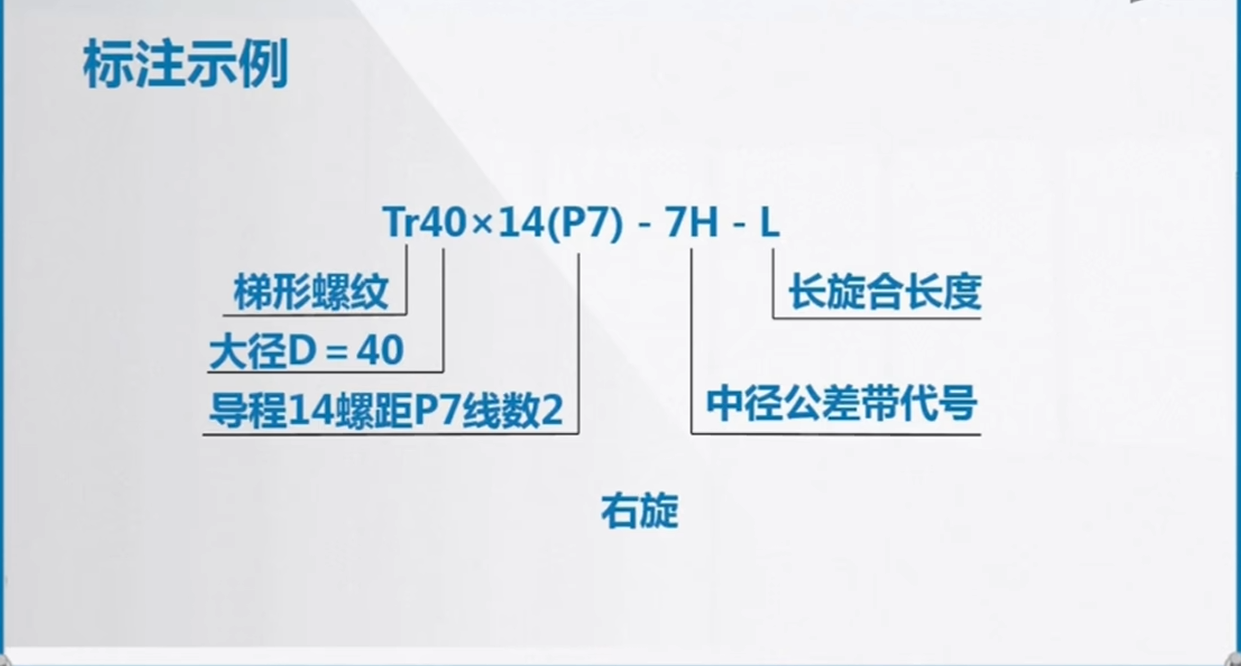 标注示例
Tr40×14(P7) - 7H - L
梯形螺纹
长旋合长度
大径D = 40
导程14螺距P7线数2
中径公差带代号
右旋